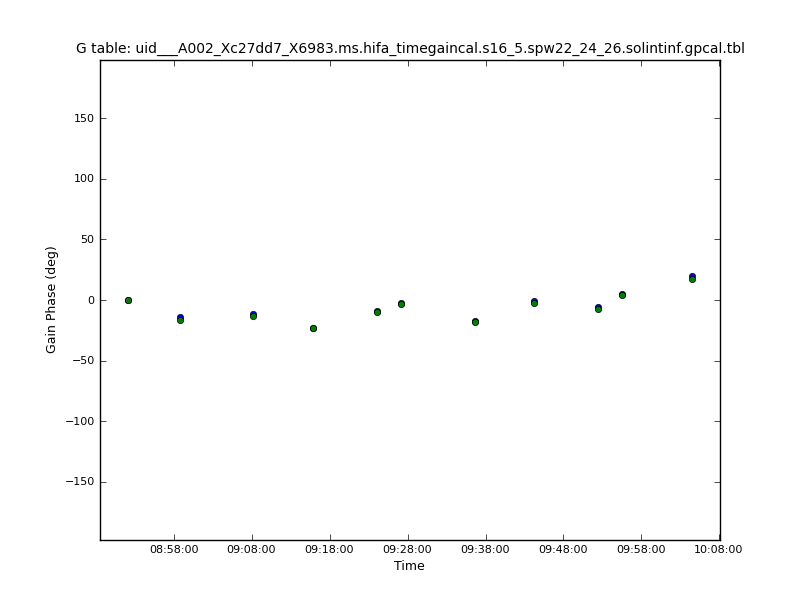 G table: uid___A002_Xc27dd7_X6983.ms.hifa_timegaincal.s16_5.spw22_24_26.solintinf.gpcal.tbl
150
100
50
0
−50
−100
−150
Gain Phase (deg)
08:58:00 09:08:00 09:18:00 09:28:00 09:38:00 09:48:00 09:58:00 10:08:00
Time